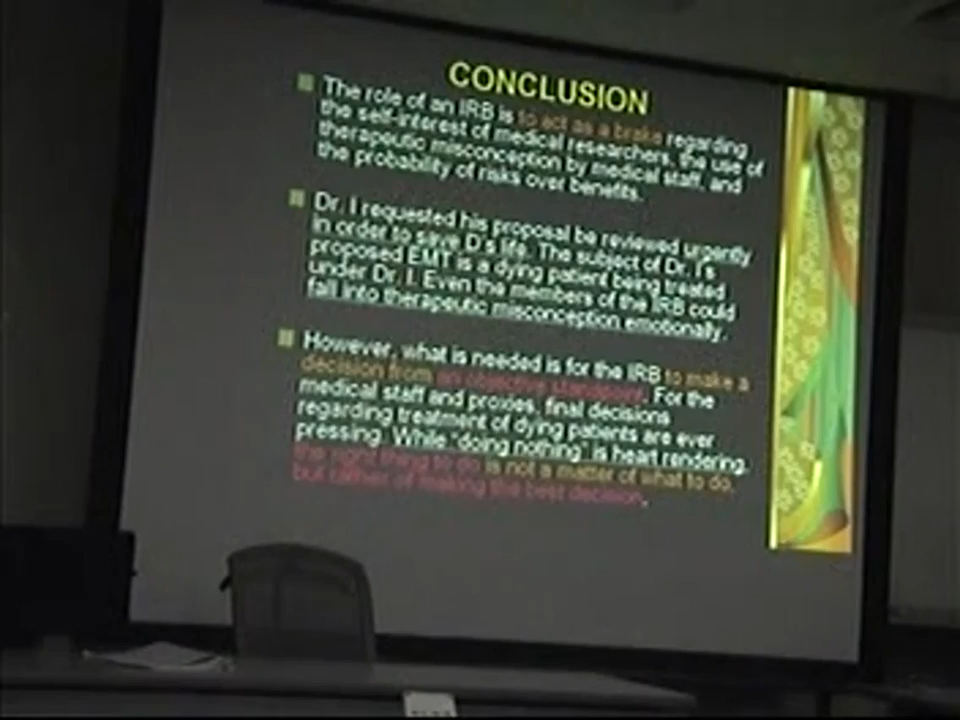 CONCLUSION
The role of an IRB is to act as a brake regarding
the self-interest of medical researchers, the use of
therapeutic misconception by medical staff, and
the probability of risks over benefits.
Dr. I requested his proposal be reviewed urgently
in order to save D's life. The subject of Dr. I's
proposed EMT is a dying patient being treated
under Dr. I. Even the members of the IRB could
fall into therapeutic misconception emotionally.
However, what is needed is for the IRB to make a
decision from an objective standpoint. For the
medical staff and proxies, final decisions
regarding treatment of dying patients are ever
pressing. While "doing nothing" is heart rendering,
the right thing to do is not a matter of what to do,
but rather of making the best decision.